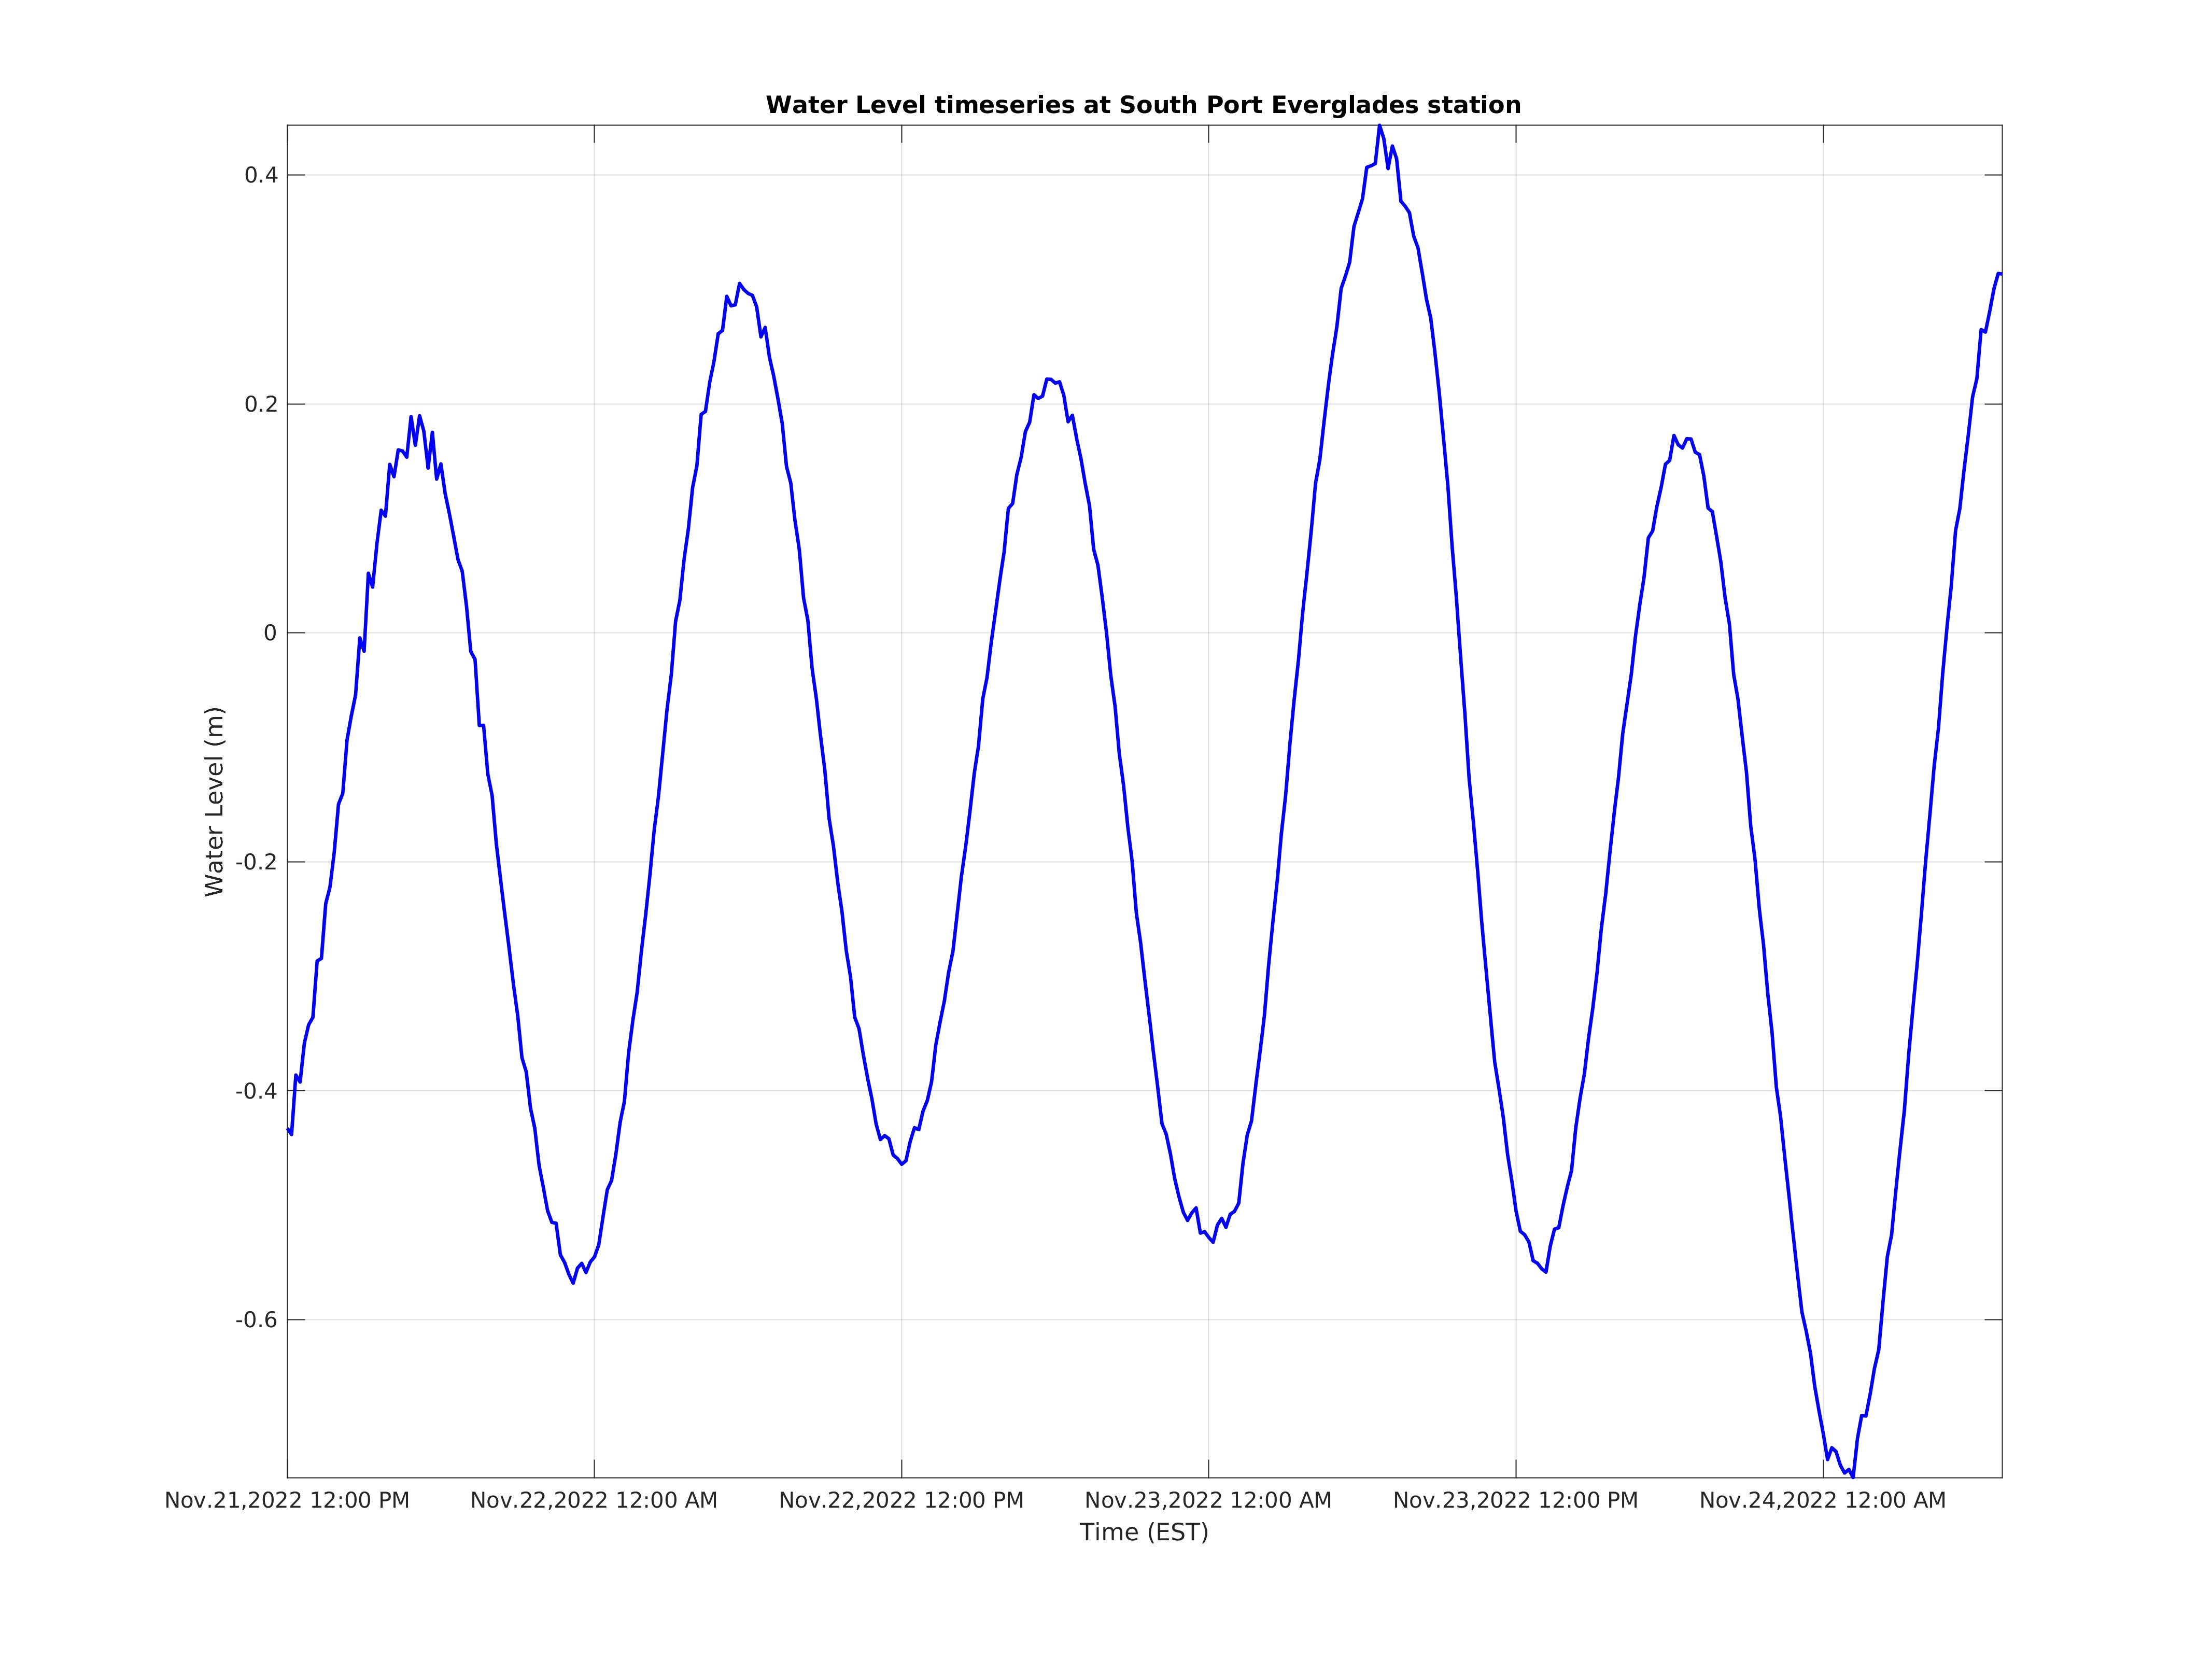 Water Level timeseries at South Port Everglades station
0.4
0.2
0
-0.2
-0.4
-0.6
Water Level (m)
Nov.21,2022 12:00 PM
Nov.22,2022 12:00 AM
Nov.22,2022 12:00 PM
Nov.23,2022 12:00 AM
Nov.23,2022 12:00 PM
Nov.24,2022 12:00 AM
Time (EST)